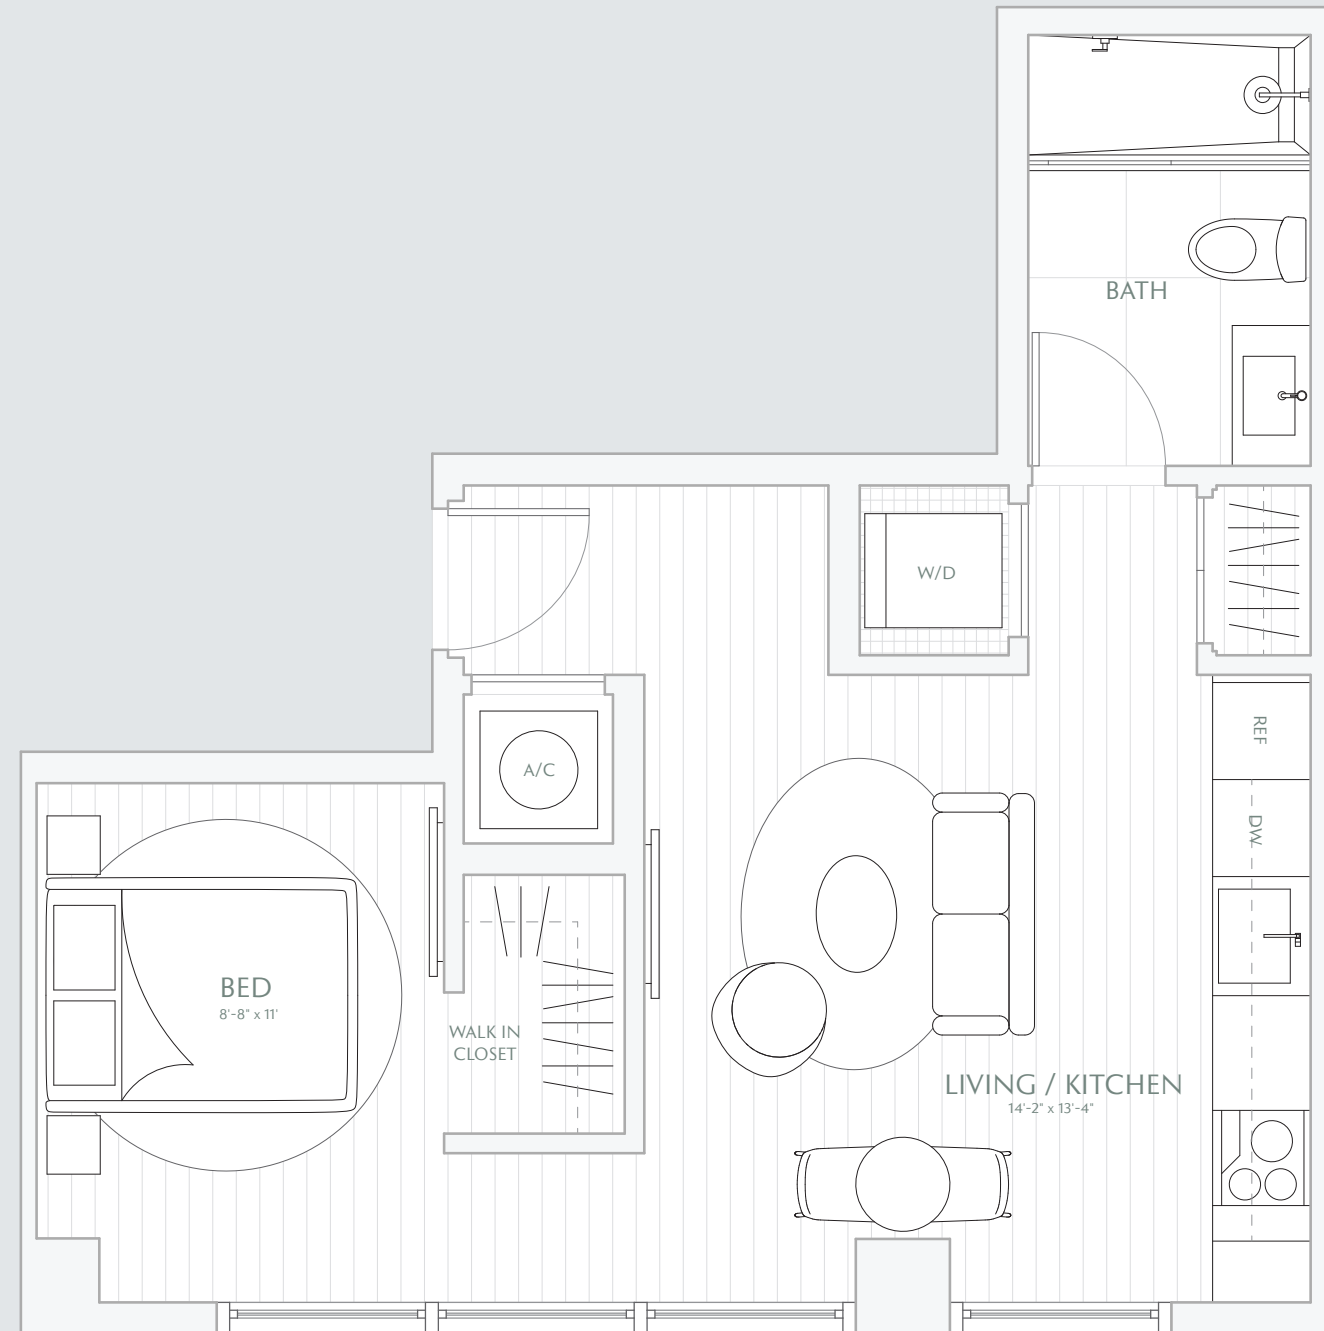 BATH
W/D
REF
A/C
DW
BED
8'-8" x 11'
WALK IN
CLOSET
LIVING / KITCHEN
14'-2" x 13'-4"